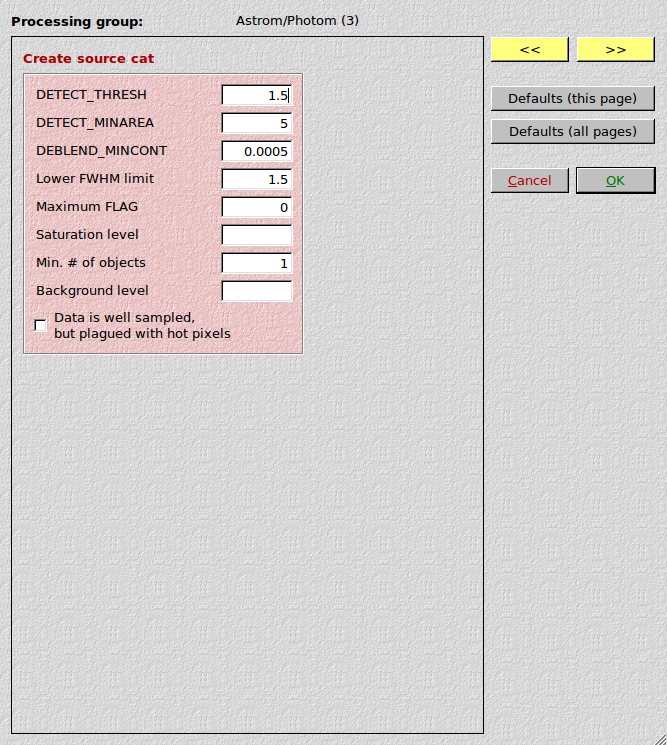 Processing group: Astrom/Photom (3)
<< >>
Create source cat
DETECT_THRESH 1.5
DETECT_MINAREA 5
DEBLEND_MINCONT 0.0005
Lower FWHM limit 1.5
Maximum FLAG 0
Saturation level
Min. # of objects 1
Background level
Data is well sampled,
but plagued with hot pixels
Defaults (this page)
Defaults (all pages)
Cancel OK